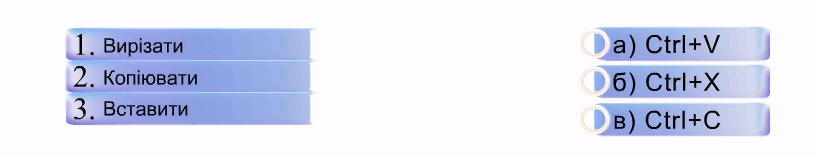 1. Вирізати
2. Копіювати
3. Вставити
а) Ctrl+V
б) Ctrl+X
в) Ctrl+C